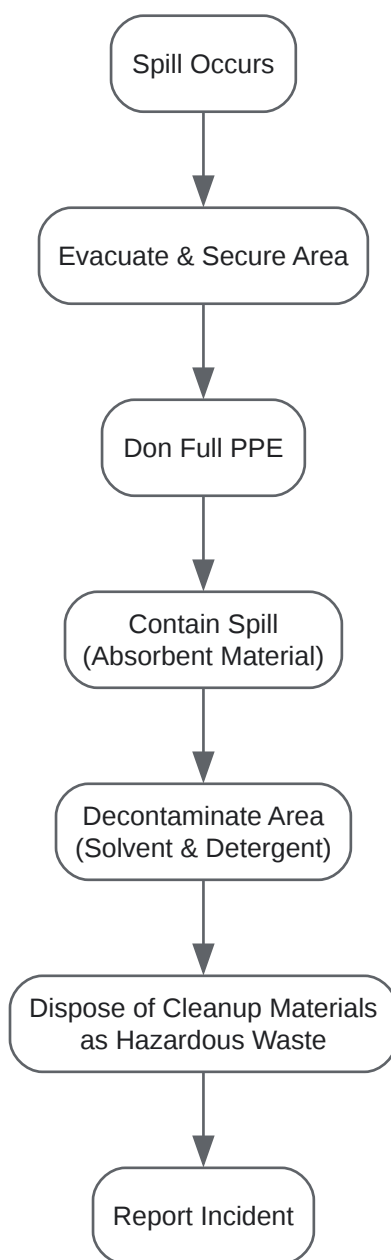 Spill Occurs
Evacuate & Secure Area
Don Full PPE
Contain Spill
(Absorbent Material)
Decontaminate Area
(Solvent & Detergent)
Dispose of Cleanup Materials
as Hazardous Waste
Report Incident